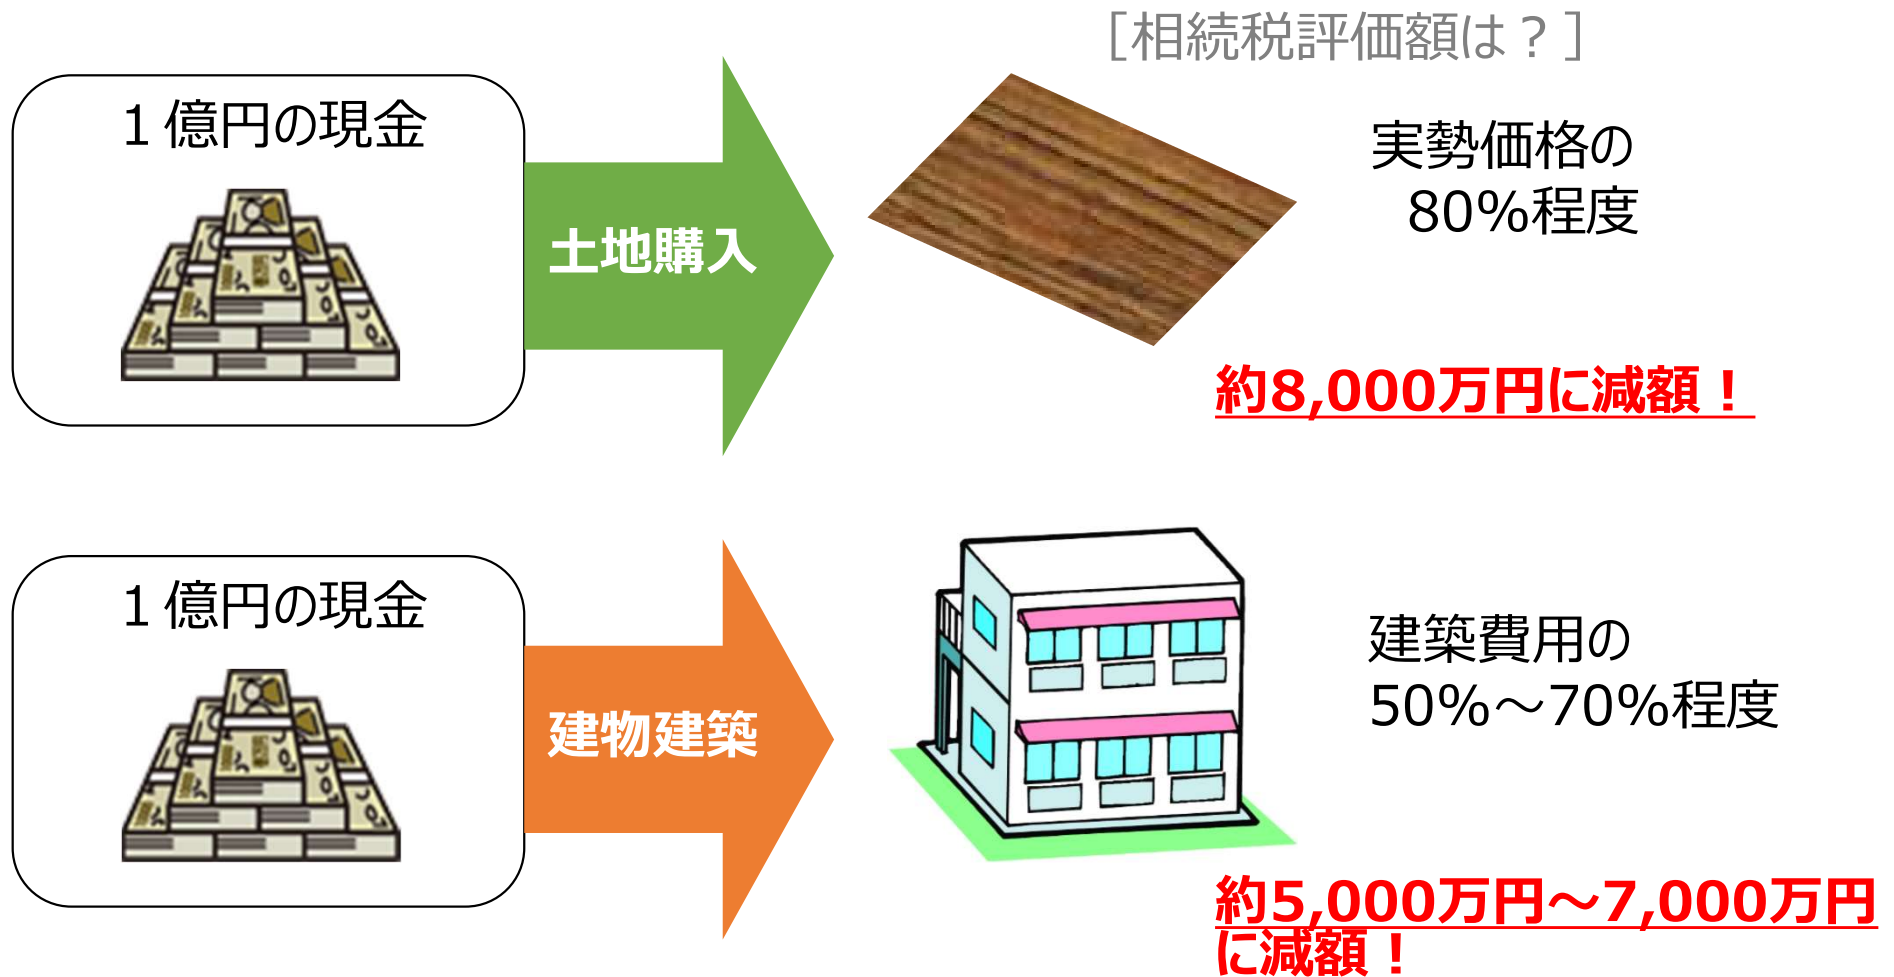 ［相続税評価額は？］
１億円の現金
土地購入
実勢価格の
80%程度
約8,000万円に減額！
１億円の現金
建物建築
建築費用の
50%～70%程度
約5,000万円～7,000万円
に減額！